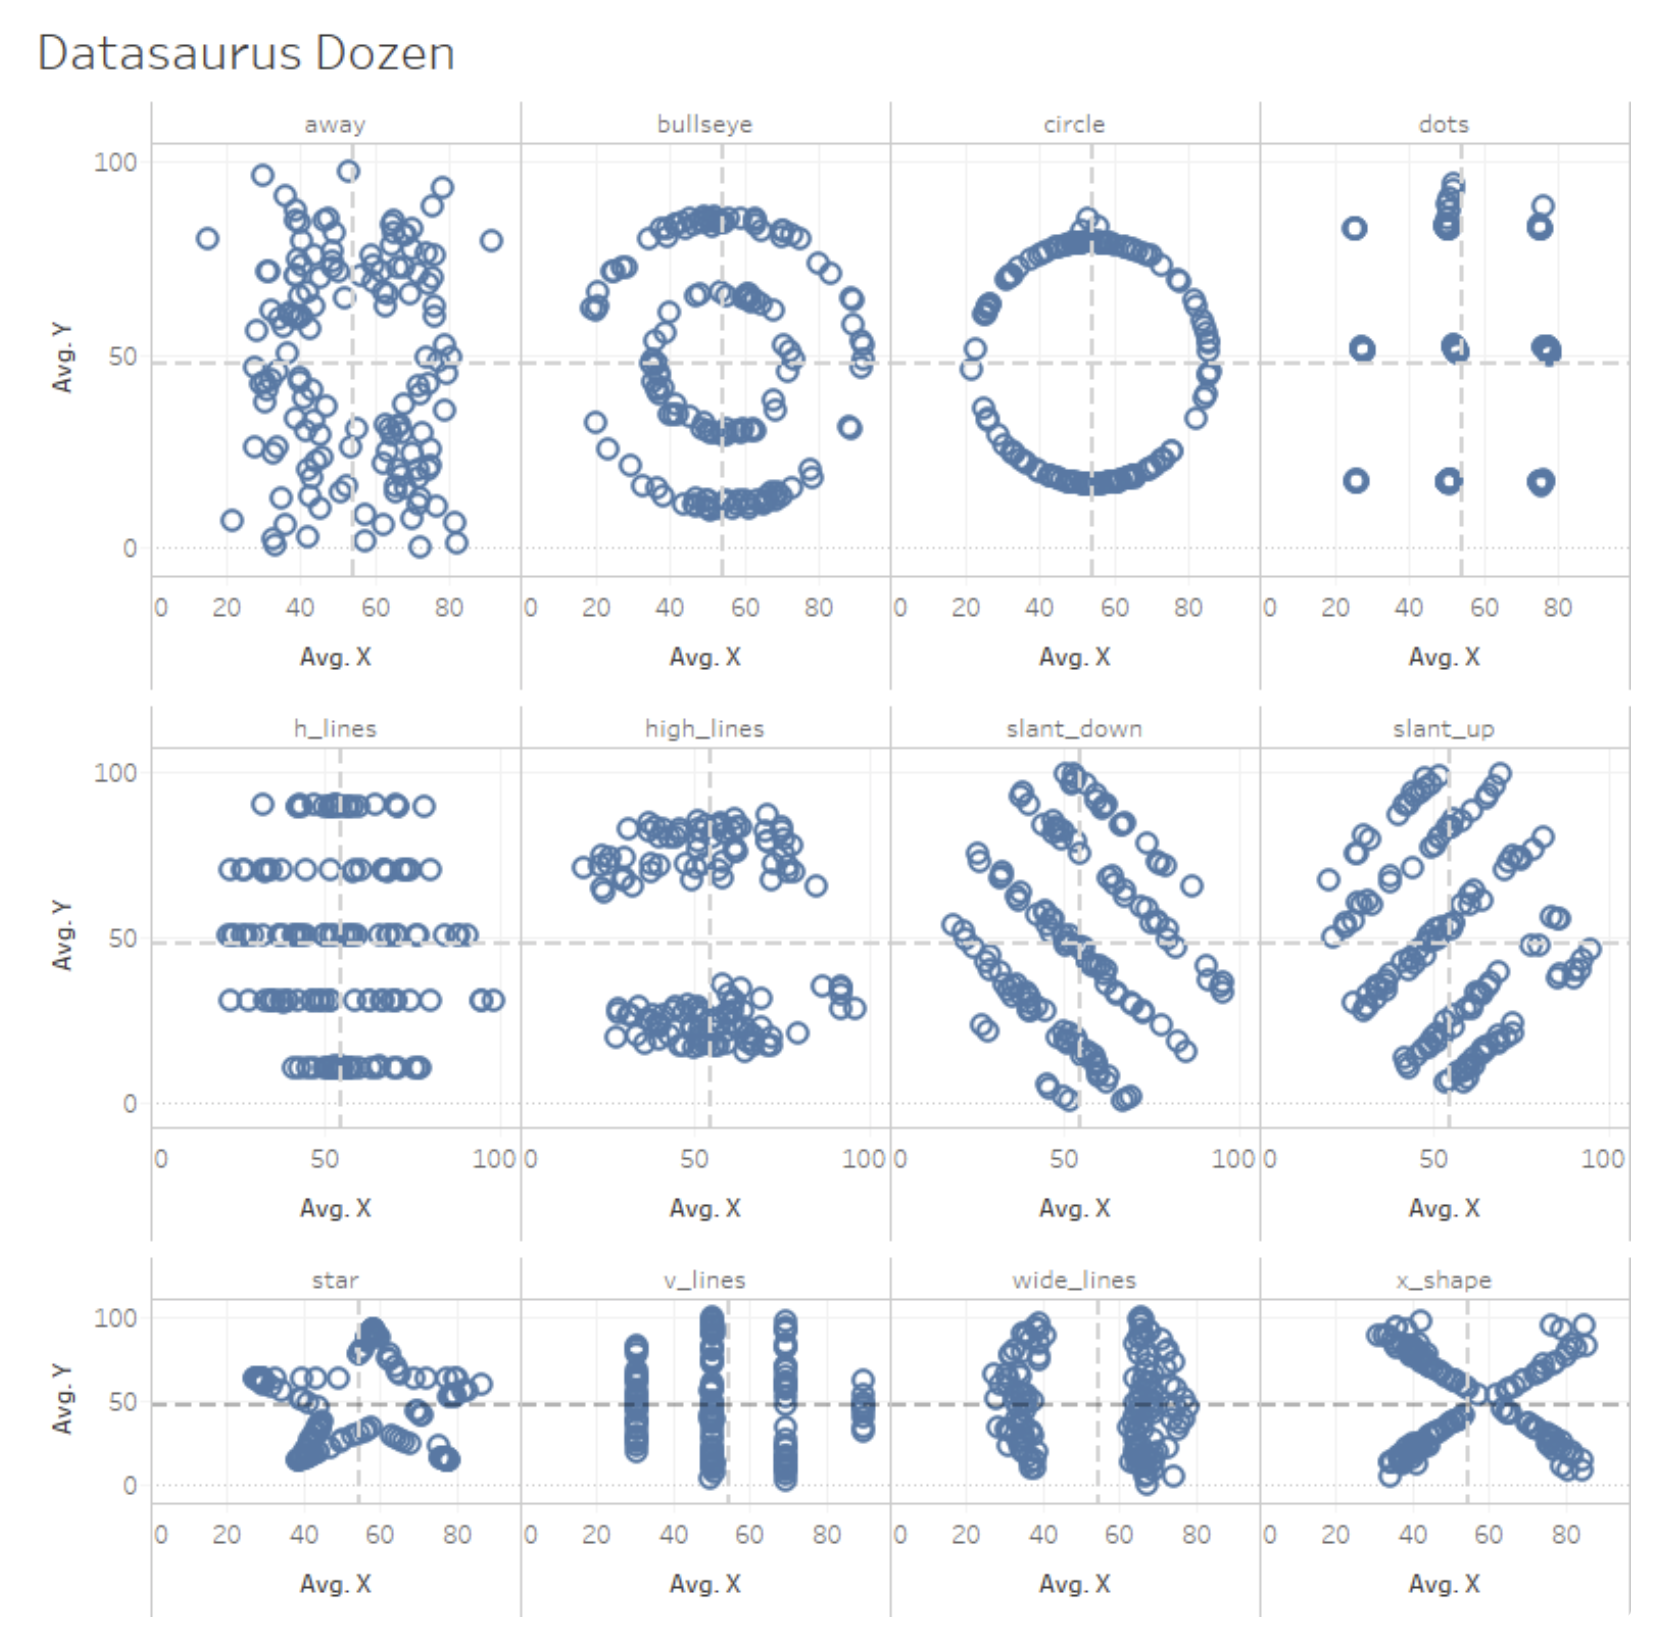 Datasaurus Dozen
away bullseye circle dots
100
50
0
Avg. Y
0 20 40 60 80 0 20 40 60 80 0 20 40 60 80 0 20 40 60 80
Avg. X Avg. X Avg. X Avg. X
h_lines high_lines slant_down slant_up
100
50
0
Avg. Y
0 50 100 0 50 100 0 50 100 0 50 100
Avg. X Avg. X Avg. X Avg. X
star v_lines wide_lines x_shape
100
50
0
Avg. Y
0 20 40 60 80 0 20 40 60 80 0 20 40 60 80 0 20 40 60 80
Avg. X Avg. X Avg. X Avg. X